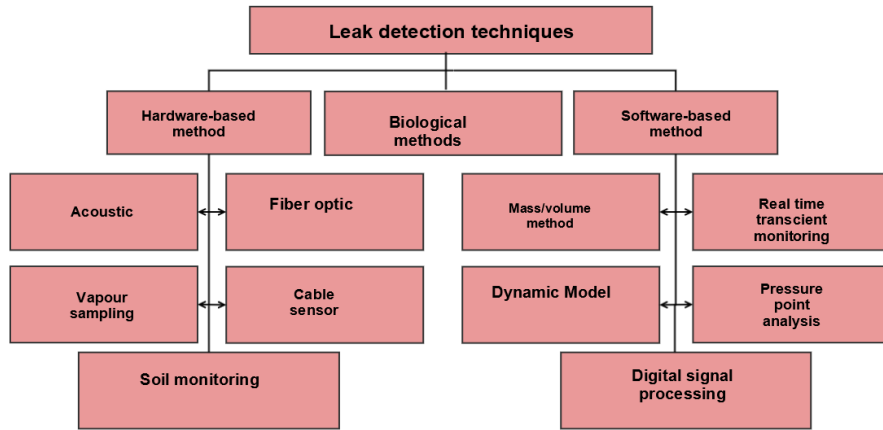 Leak detection techniques
Hardware-based
method
Biological
methods
Software-based
method
Acoustic
Fiber optic
Mass/volume
method
Real time
transcient
monitoring
Vapour
sampling
Cable
sensor
Dynamic Model
Pressure
point
analysis
Soil monitoring
Digital signal
processing